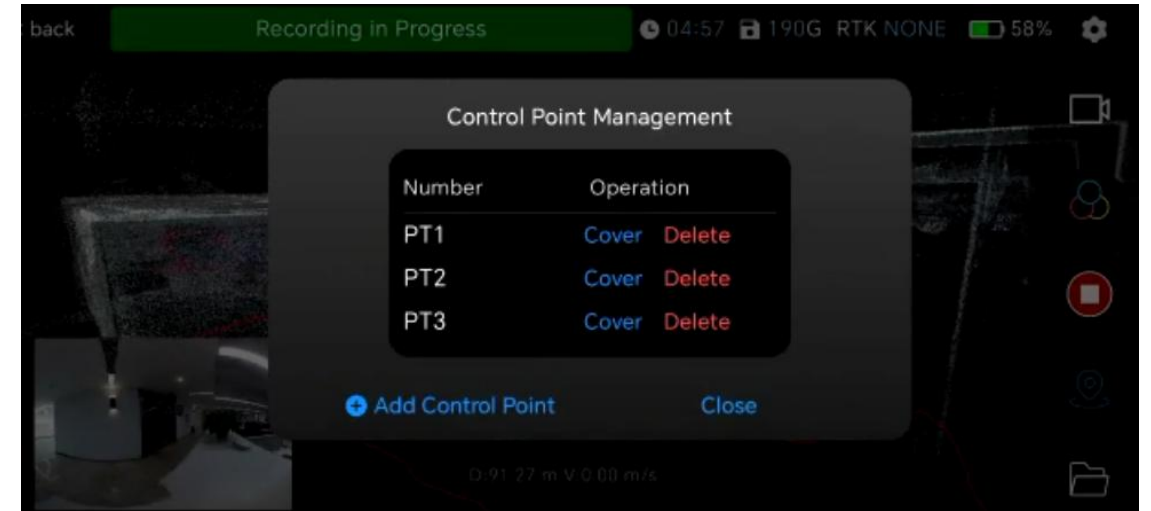 back Recording in Progress 04:57 190G RTK NONE 58%
Control Point Management
Number Operation
PT1 Cover Delete
PT2 Cover Delete
PT3 Cover Delete
Add Control Point Close
D:91.27 m V:0.00 m/s